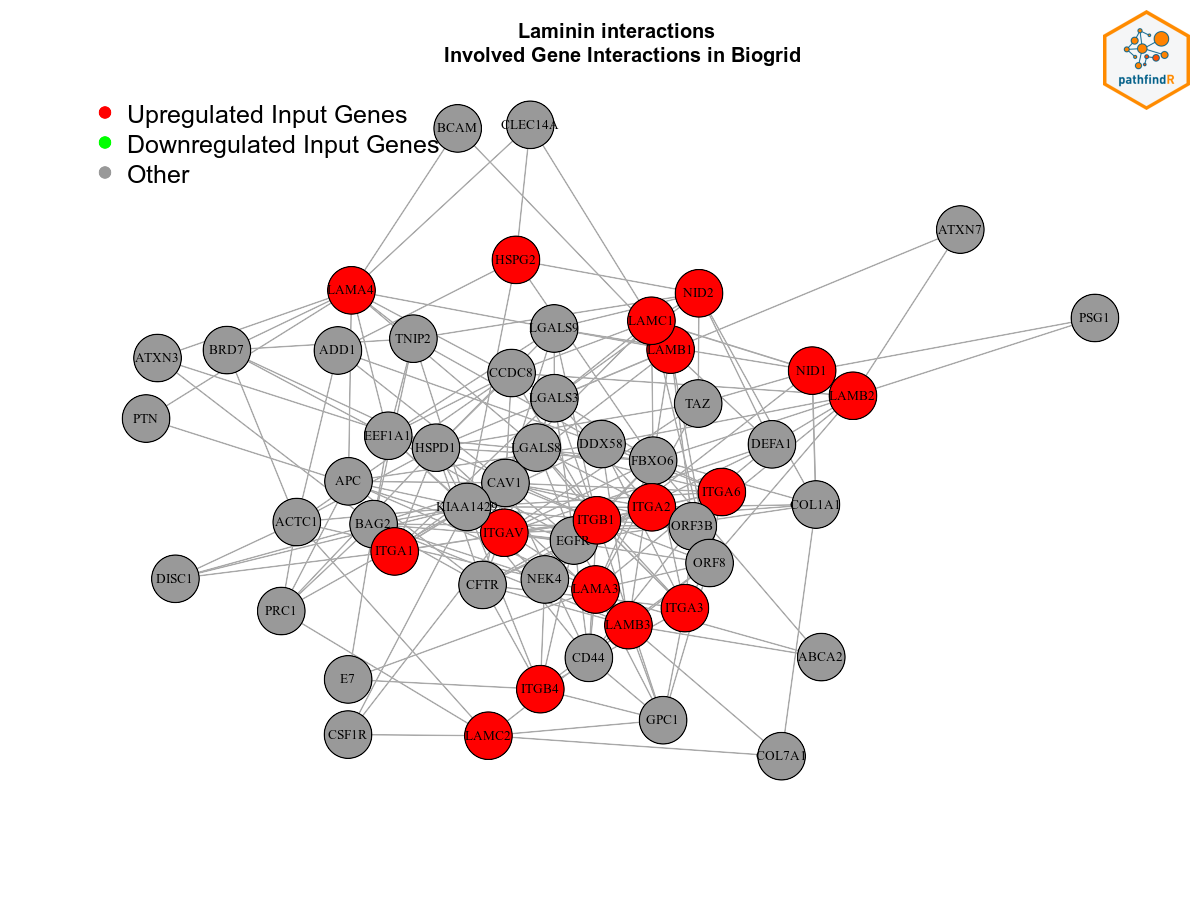 Laminin interactions
Involved Gene Interactions in Biogrid
pathfindR
Upregulated Input Genes
Downregulated Input Genes
Other
BCAM
CLEC14A
ATXN7
HSPG2
LAMA4
NID2
PSG1
LAMC1
LGALS9
TNIP2
ADD1
BRD7
ATXN3
LAMB1
NID1
CCDC8
LAMB2
LGALS3
TAZ
PTN
EEF1A1
HSPD1
LGALS8
DDX58
DEFA1
FBXO6
APC
CAV1
ITGA6
KIAA1429
ITGA2
COL1A1
ACTC1
BAG2
ITGB1
ORF3B
ITGAV
EGFR
ITGA1
ORF8
DISC1
CFTR
NEK4
LAMA3
PRC1
ITGA3
LAMB3
CD44
ABCA2
E7
ITGB4
GPC1
CSF1R
LAMC2
COL7A1